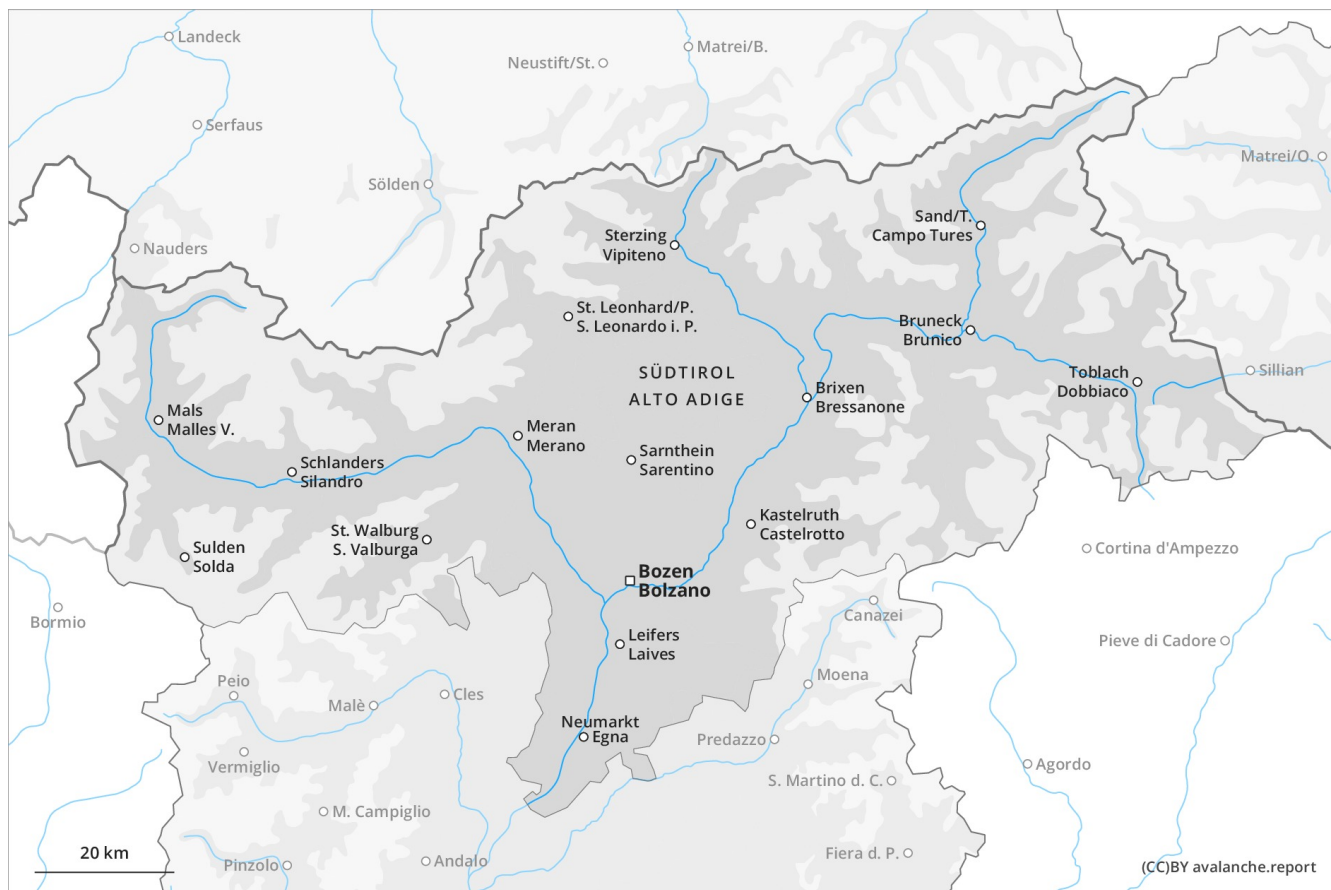 Landeck
Matrei/B.
Neustift/St.
Serfaus
Matrei/O.
Sölden
Sand/T.
Campo Tures
Sterzing
Vipiteno
Nauders
St. Leonhard/P.
S. Leonardo i. P.
Bruneck
Brunico
SÜDTIROL
ALTO ADIGE
Toblach
Dobbiaco
Sillian
Brixen
Bressanone
Mals
Malles V.
Meran
Merano
Sarnthein
Sarentino
Schlanders
Silandro
Kastelruth
Castelrotto
St. Walburg
S. Valburga
Sulden
Solda
Cortina d'Ampezzo
Bozen
Bolzano
Bormio
Canazei
Leifers
Laives
Pieve di Cadore
Moena
Peio
Malè
Cles
Neumarkt
Egna
Predazzo
Vermiglio
Agordo
S. Martino d. C.
M. Campiglio
20 km
Pinzolo
Andalo
Fiera d. P.
(CC)BY avalanche.report